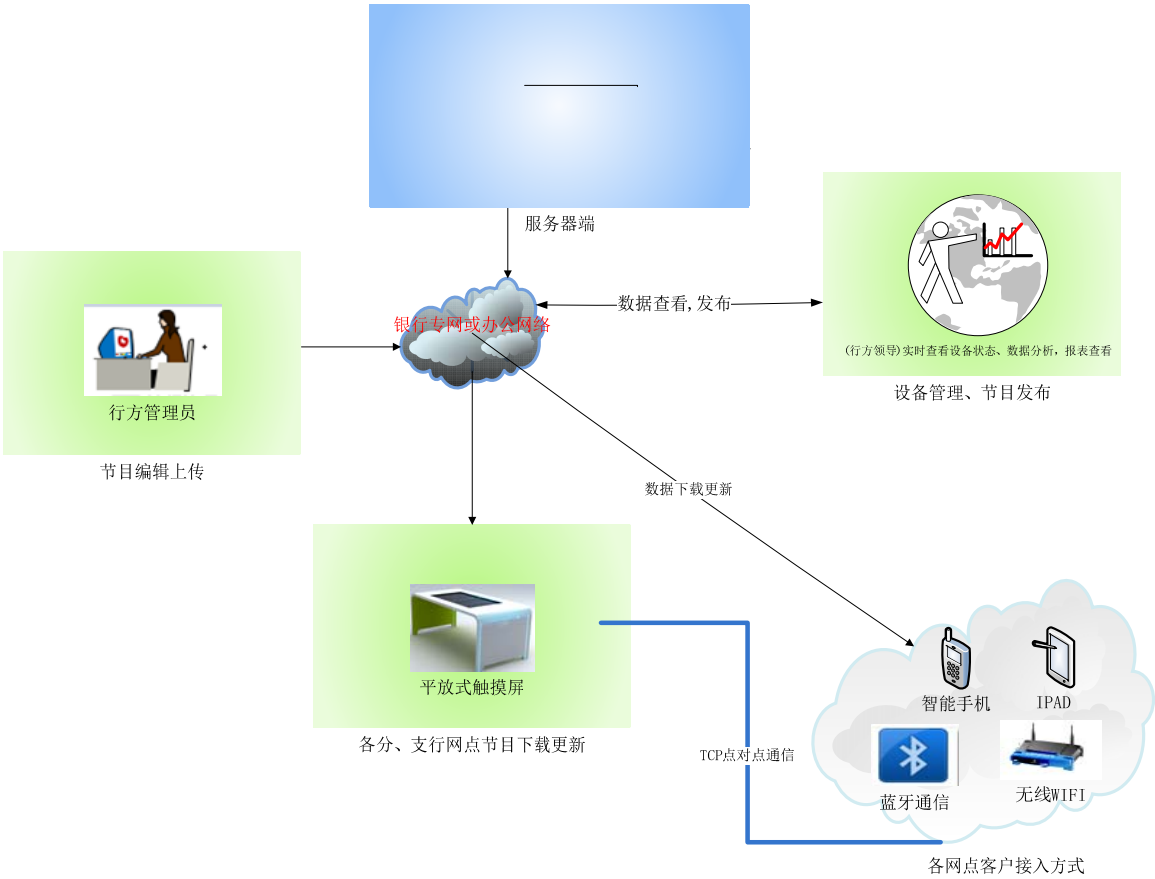 服务器端
银行专网或办公网络
数据查看,发布
(行方领导)实时查看设备状态、数据分析，报表查看
设备管理、节目发布
行方管理员
节目编辑上传
数据下载更新
平放式触摸屏
各分、支行网点节目下载更新
智能手机
IPAD
TCP点对点通信
蓝牙通信
无线WIFI
各网点客户接入方式